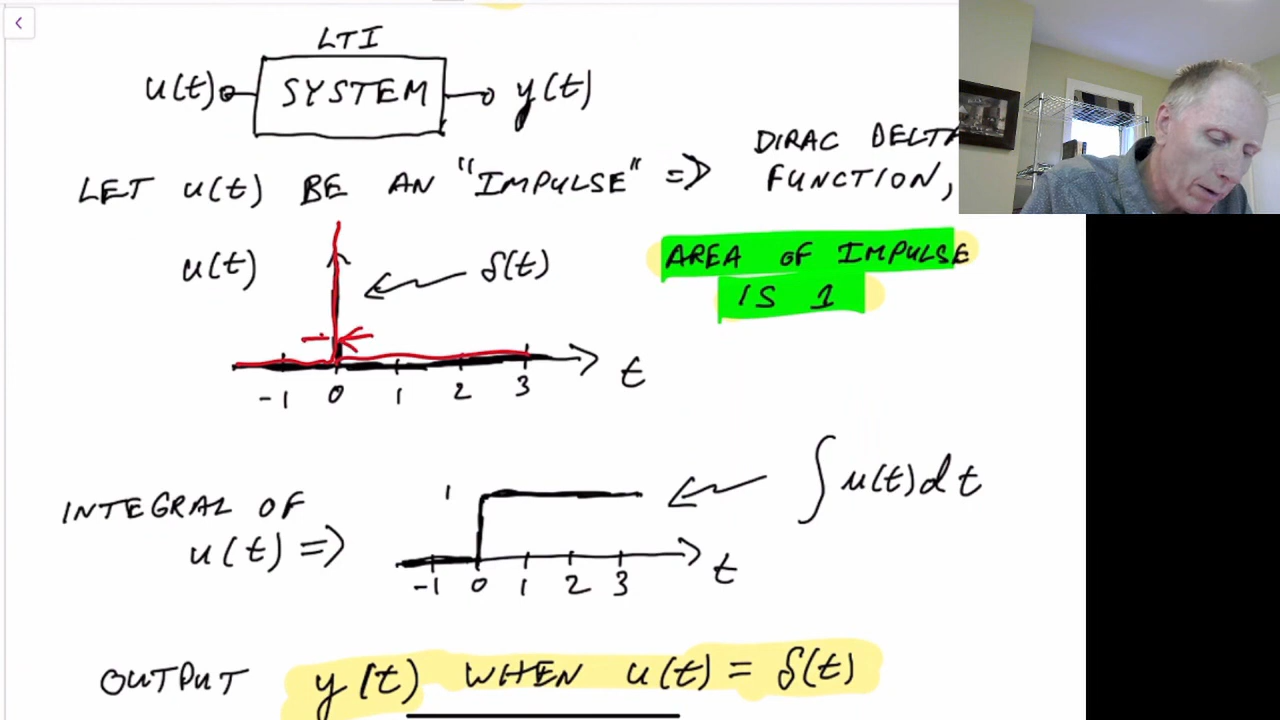 LTI
u(t) SYSTEM y(t)
LET u(t) BE AN "IMPULSE" => DIRAC DELTA
FUNCTION,
AREA OF IMPULSE
IS 1
u(t)
δ(t)
-1 0 1 2 3 t
INTEGRAL OF
u(t) =>
1
∫u(t)dt
-1 0 1 2 3 t
OUTPUT y(t) WHEN u(t) = δ(t)